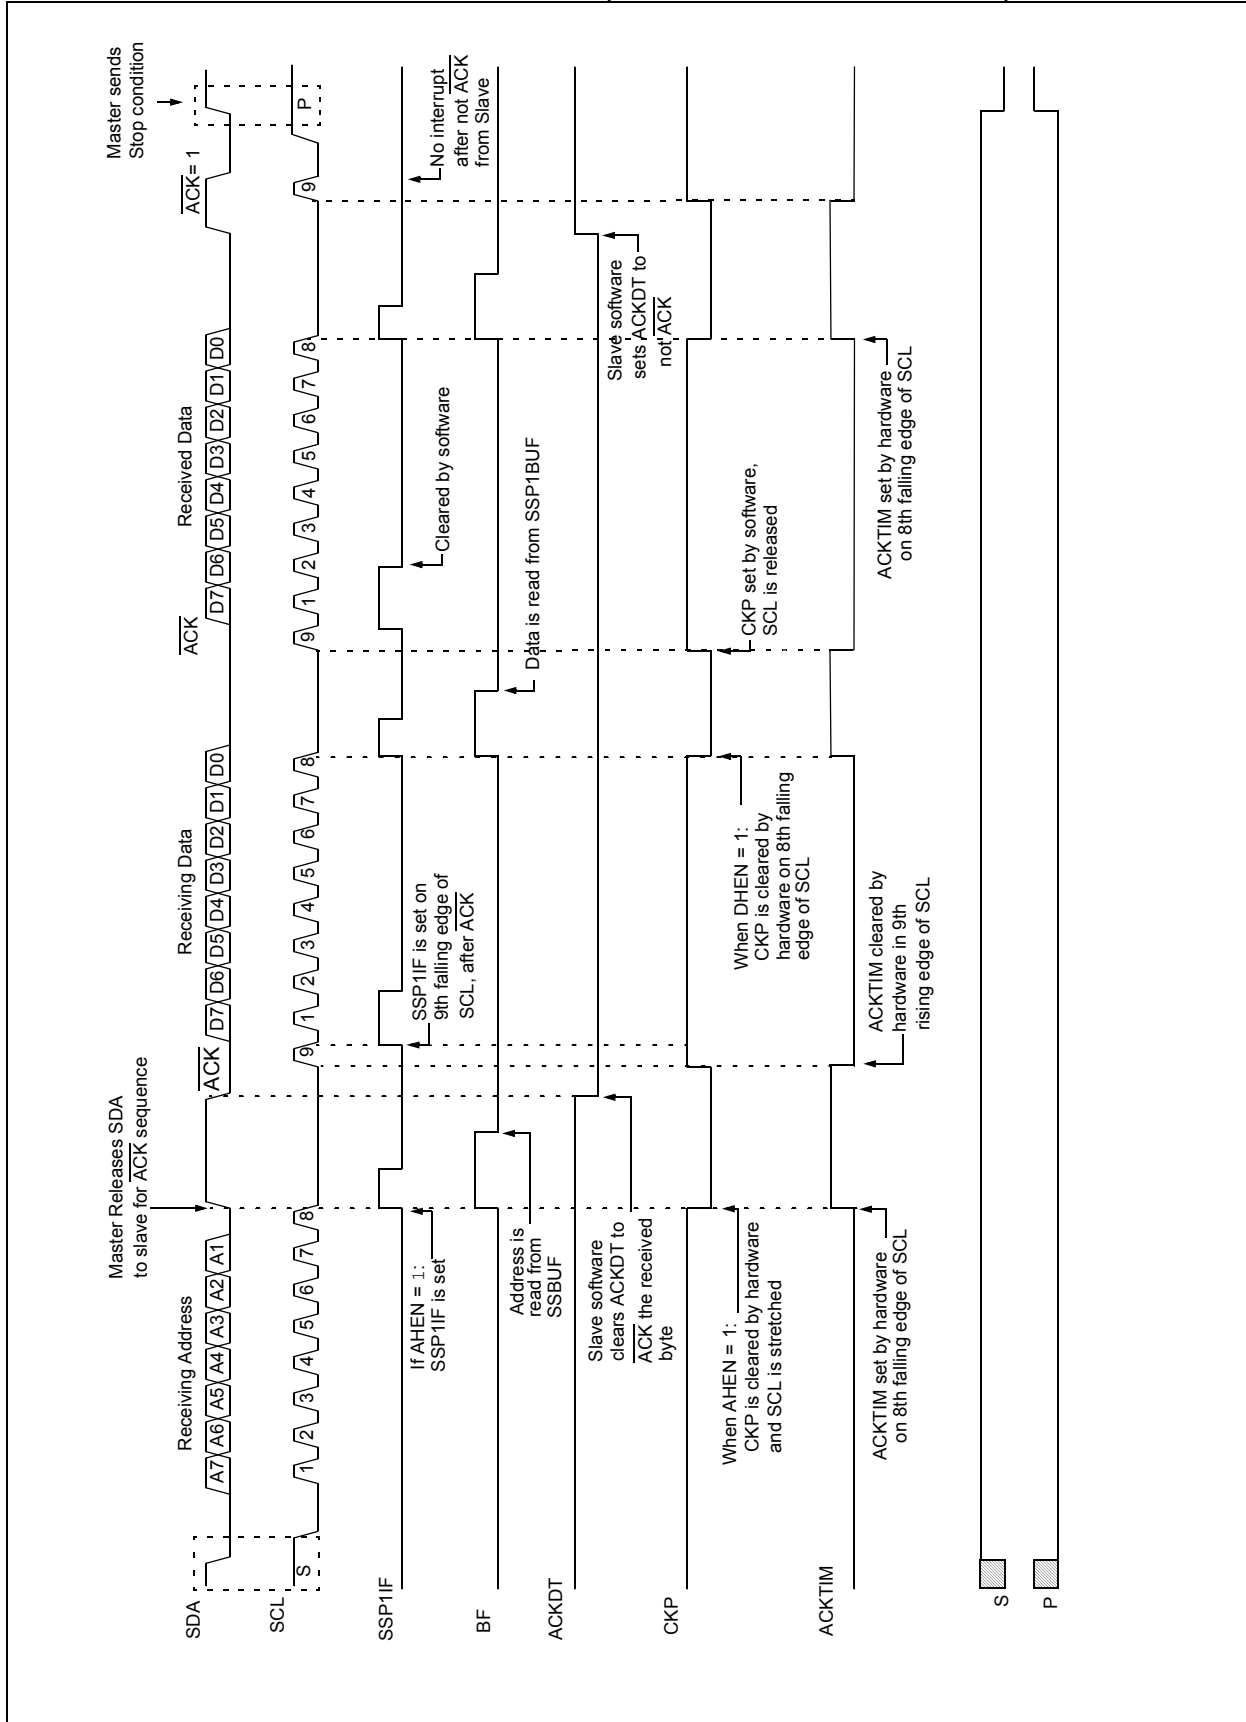 Master Releases SDA
to slave for ACK sequence
Master sends
Stop condition
Receiving Address
Receiving Data
Received Data
ACK
ACK
ACK= 1
SDA
A7 A6 A5 A4 A3 A2 A1
D7 D6 D5 D4 D3 D2 D1 D0
D7 D6 D5 D4 D3 D2 D1 D0
SCL
S 1 2 3 4 5 6 7 8 9 1 2 3 4 5 6 7 8 9 1 2 3 4 5 6 7 8 9 P
SSP1IF
If AHEN = 1:
SSP1IF is set
SSP1IF is set on
9th falling edge of
SCL, after ACK
Cleared by software
No interrupt
after not ACK
from Slave
BF
Address is
read from
SSBUF
Data is read from SSP1BUF
ACKDT
Slave software
clears ACKDT to
ACK the received
byte
Slave software
sets ACKDT to
not ACK
CKP
When AHEN = 1:
CKP is cleared by hardware
and SCL is stretched
When DHEN = 1:
CKP is cleared by
hardware on 8th falling
edge of SCL
CKP set by software,
SCL is released
ACKTIM
ACKTIM set by hardware
on 8th falling edge of SCL
ACKTIM cleared by
hardware in 9th
rising edge of SCL
ACKTIM set by hardware
on 8th falling edge of SCL
S
P